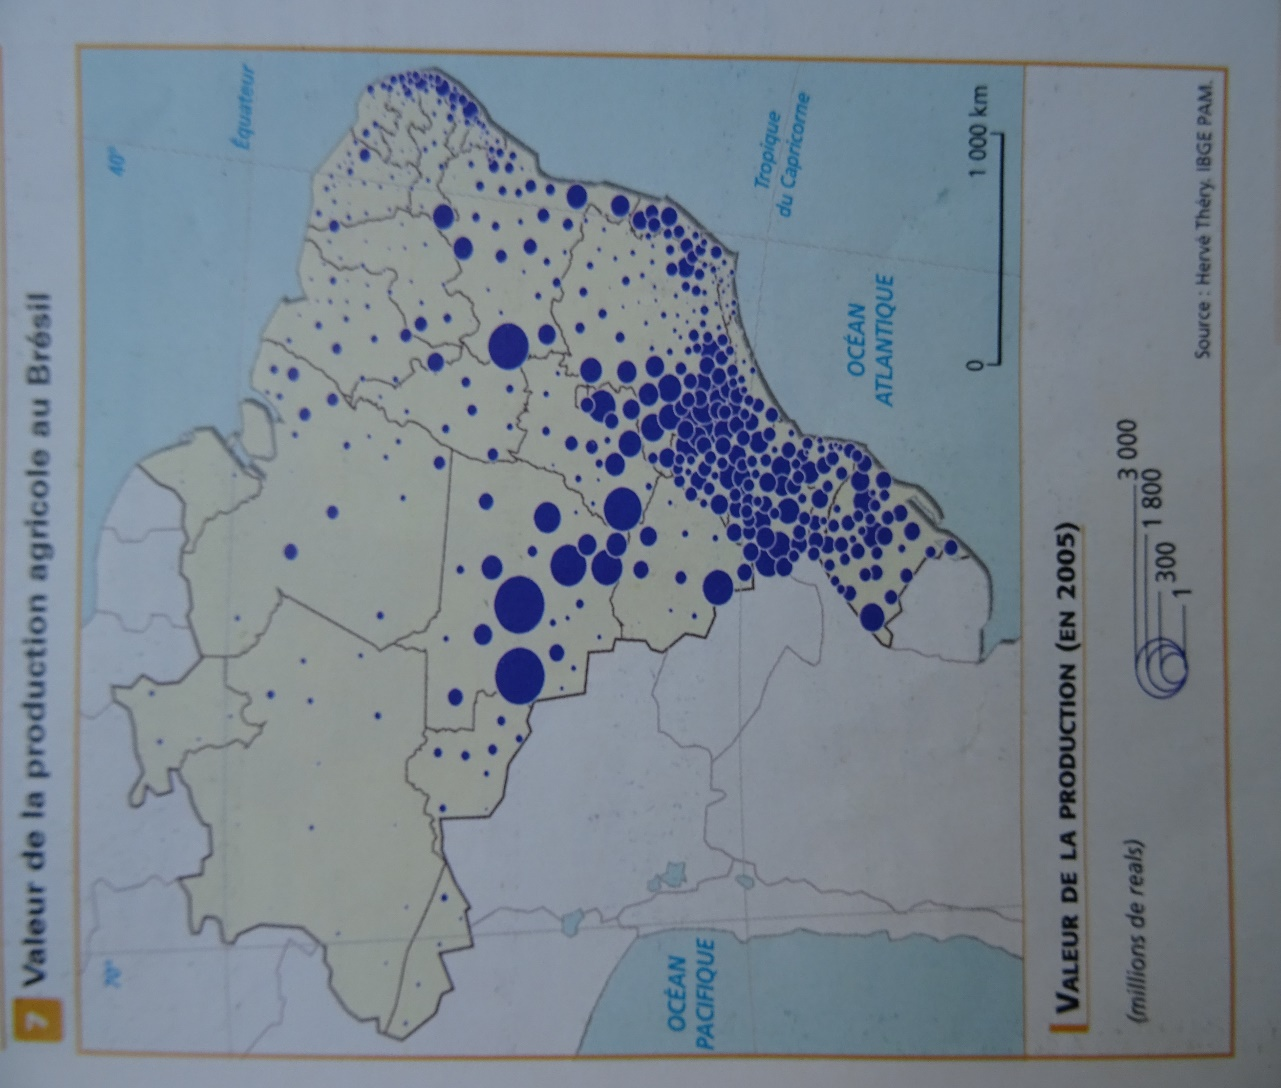 7 Valeur de la production agricole au Brésil
70°
40°
Équateur
OCÉAN
PACIFIQUE
OCÉAN
ATLANTIQUE
Tropique
du Capricorne
0 1 000 km
VALEUR DE LA PRODUCTION (EN 2005)
(millions de reals)
3 000
1 800
300
1
Source : Hervé Théry. IBGE PAM.